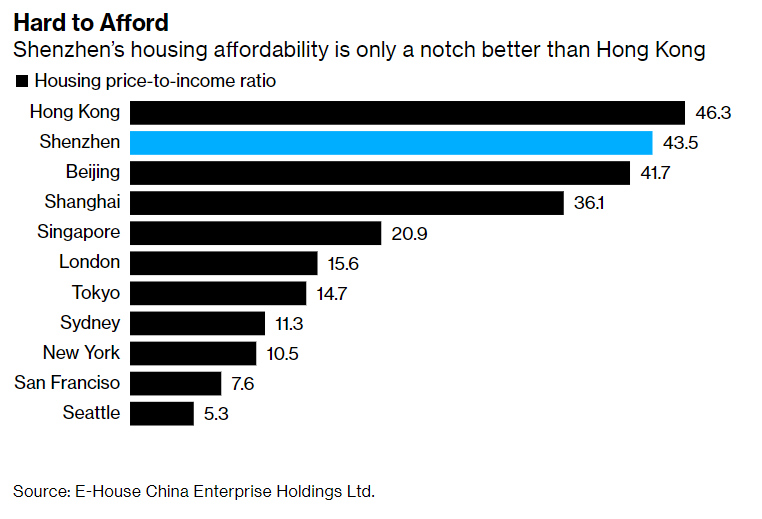 Hard to Afford
Shenzhen's housing affordability is only a notch better than Hong Kong
Housing price-to-income ratio
Hong Kong 46.3
Shenzhen 43.5
Beijing 41.7
Shanghai 36.1
Singapore 20.9
London 15.6
Tokyo 14.7
Sydney 11.3
New York 10.5
San Franciso 7.6
Seattle 5.3
Source: E-House China Enterprise Holdings Ltd.